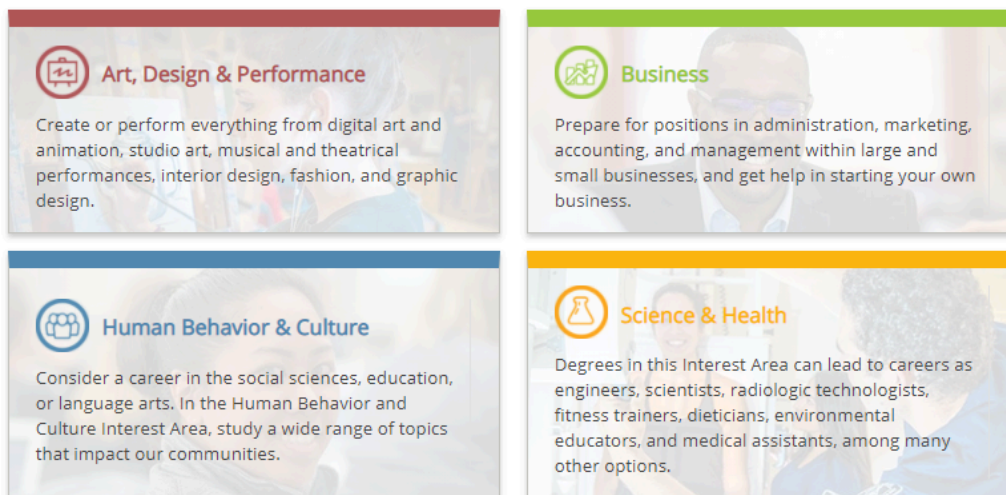 Art, Design & Performance
Create or perform everything from digital art and
animation, studio art, musical and theatrical
performances, interior design, fashion, and graphic
design.
Business
Prepare for positions in administration, marketing,
accounting, and management within large and
small businesses, and get help in starting your own
business.
Human Behavior & Culture
Consider a career in the social sciences, education,
or language arts. In the Human Behavior and
Culture Interest Area, study a wide range of topics
that impact our communities.
Science & Health
Degrees in this Interest Area can lead to careers as
engineers, scientists, radiologic technologists,
fitness trainers, dieticians, environmental
educators, and medical assistants, among many
other options.